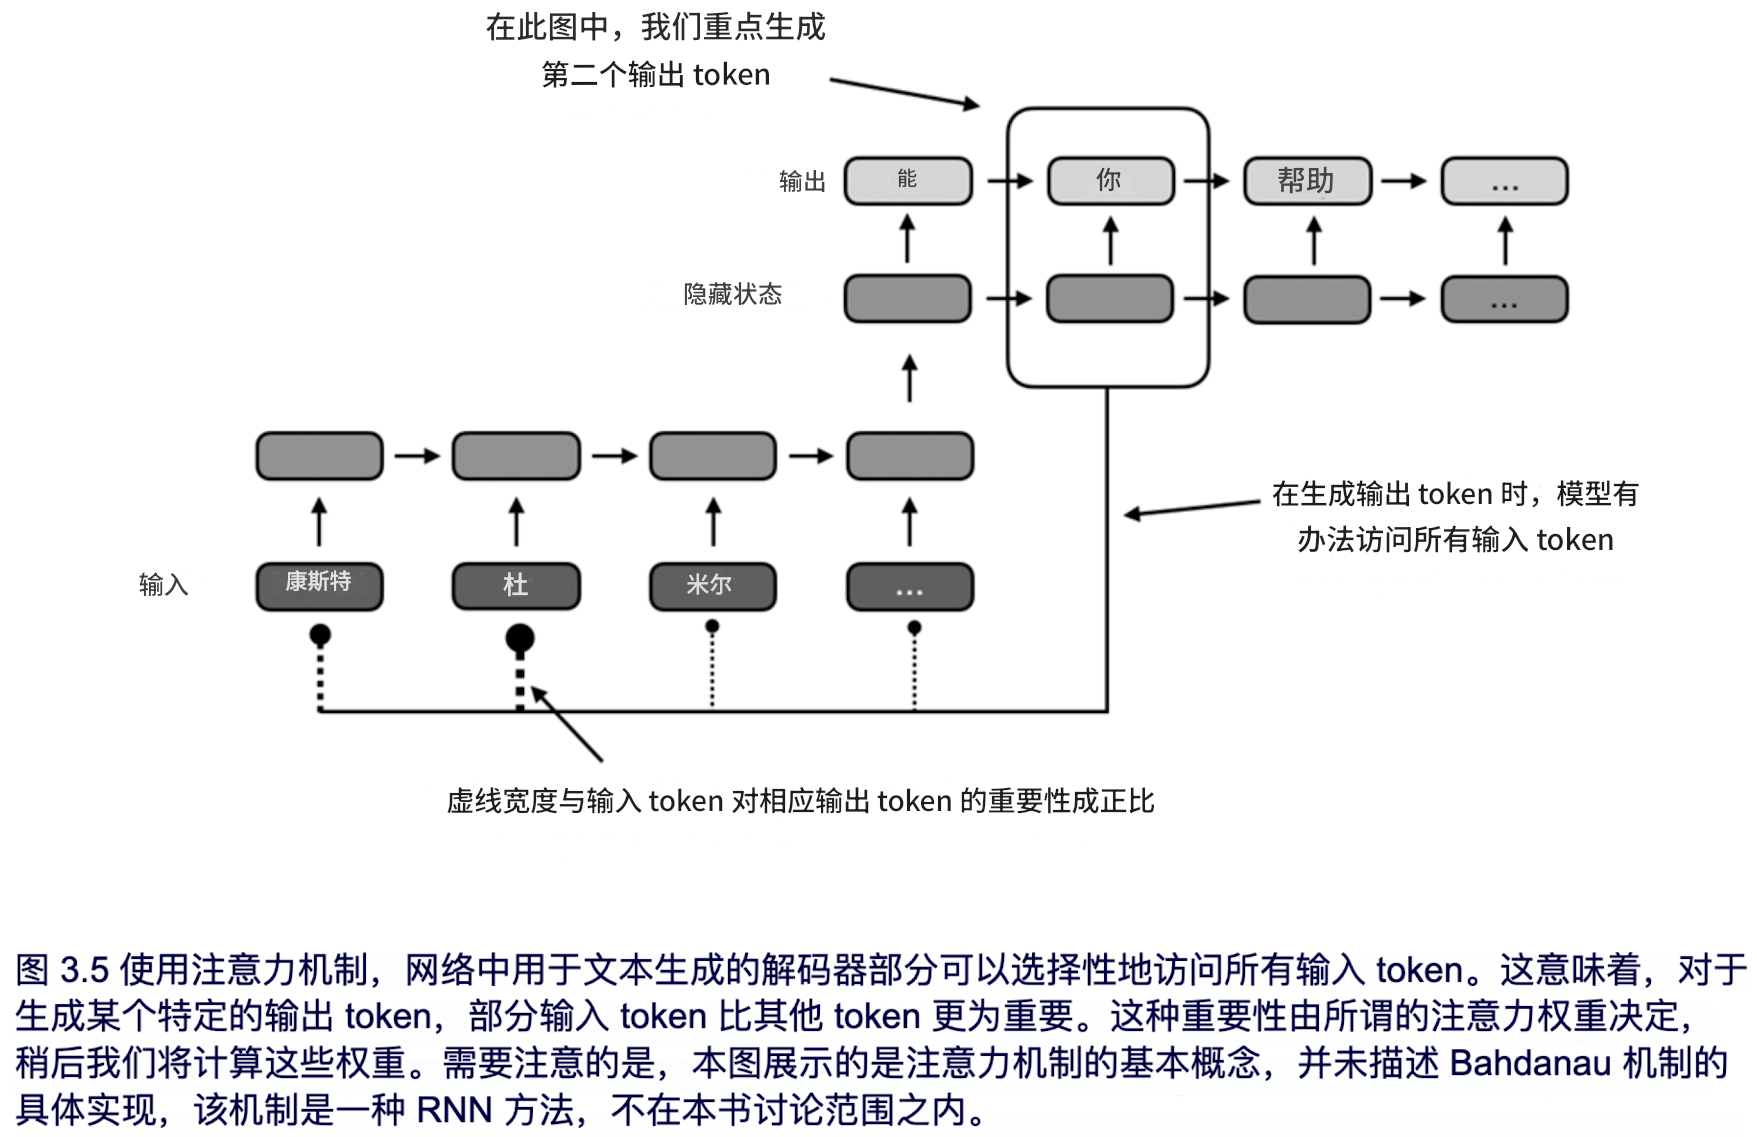 在此图中，我们重点生成
第二个输出 token
输出
能
你
帮助
...
隐藏状态
...
在生成输出 token 时，模型有
办法访问所有输入 token
输入
康斯特
杜
米尔
...
虚线宽度与输入 token 对相应输出 token 的重要性成正比
图 3.5 使用注意力机制，网络中用于文本生成的解码器部分可以选择性地访问所有输入 token。这意味着，对于
生成某个特定的输出 token，部分输入 token 比其他 token 更为重要。这种重要性由所谓的注意力权重决定，
稍后我们将计算这些权重。需要注意的是，本图展示的是注意力机制的基本概念，并未描述 Bahdanau 机制的
具体实现，该机制是一种 RNN 方法，不在本书讨论范围之内。